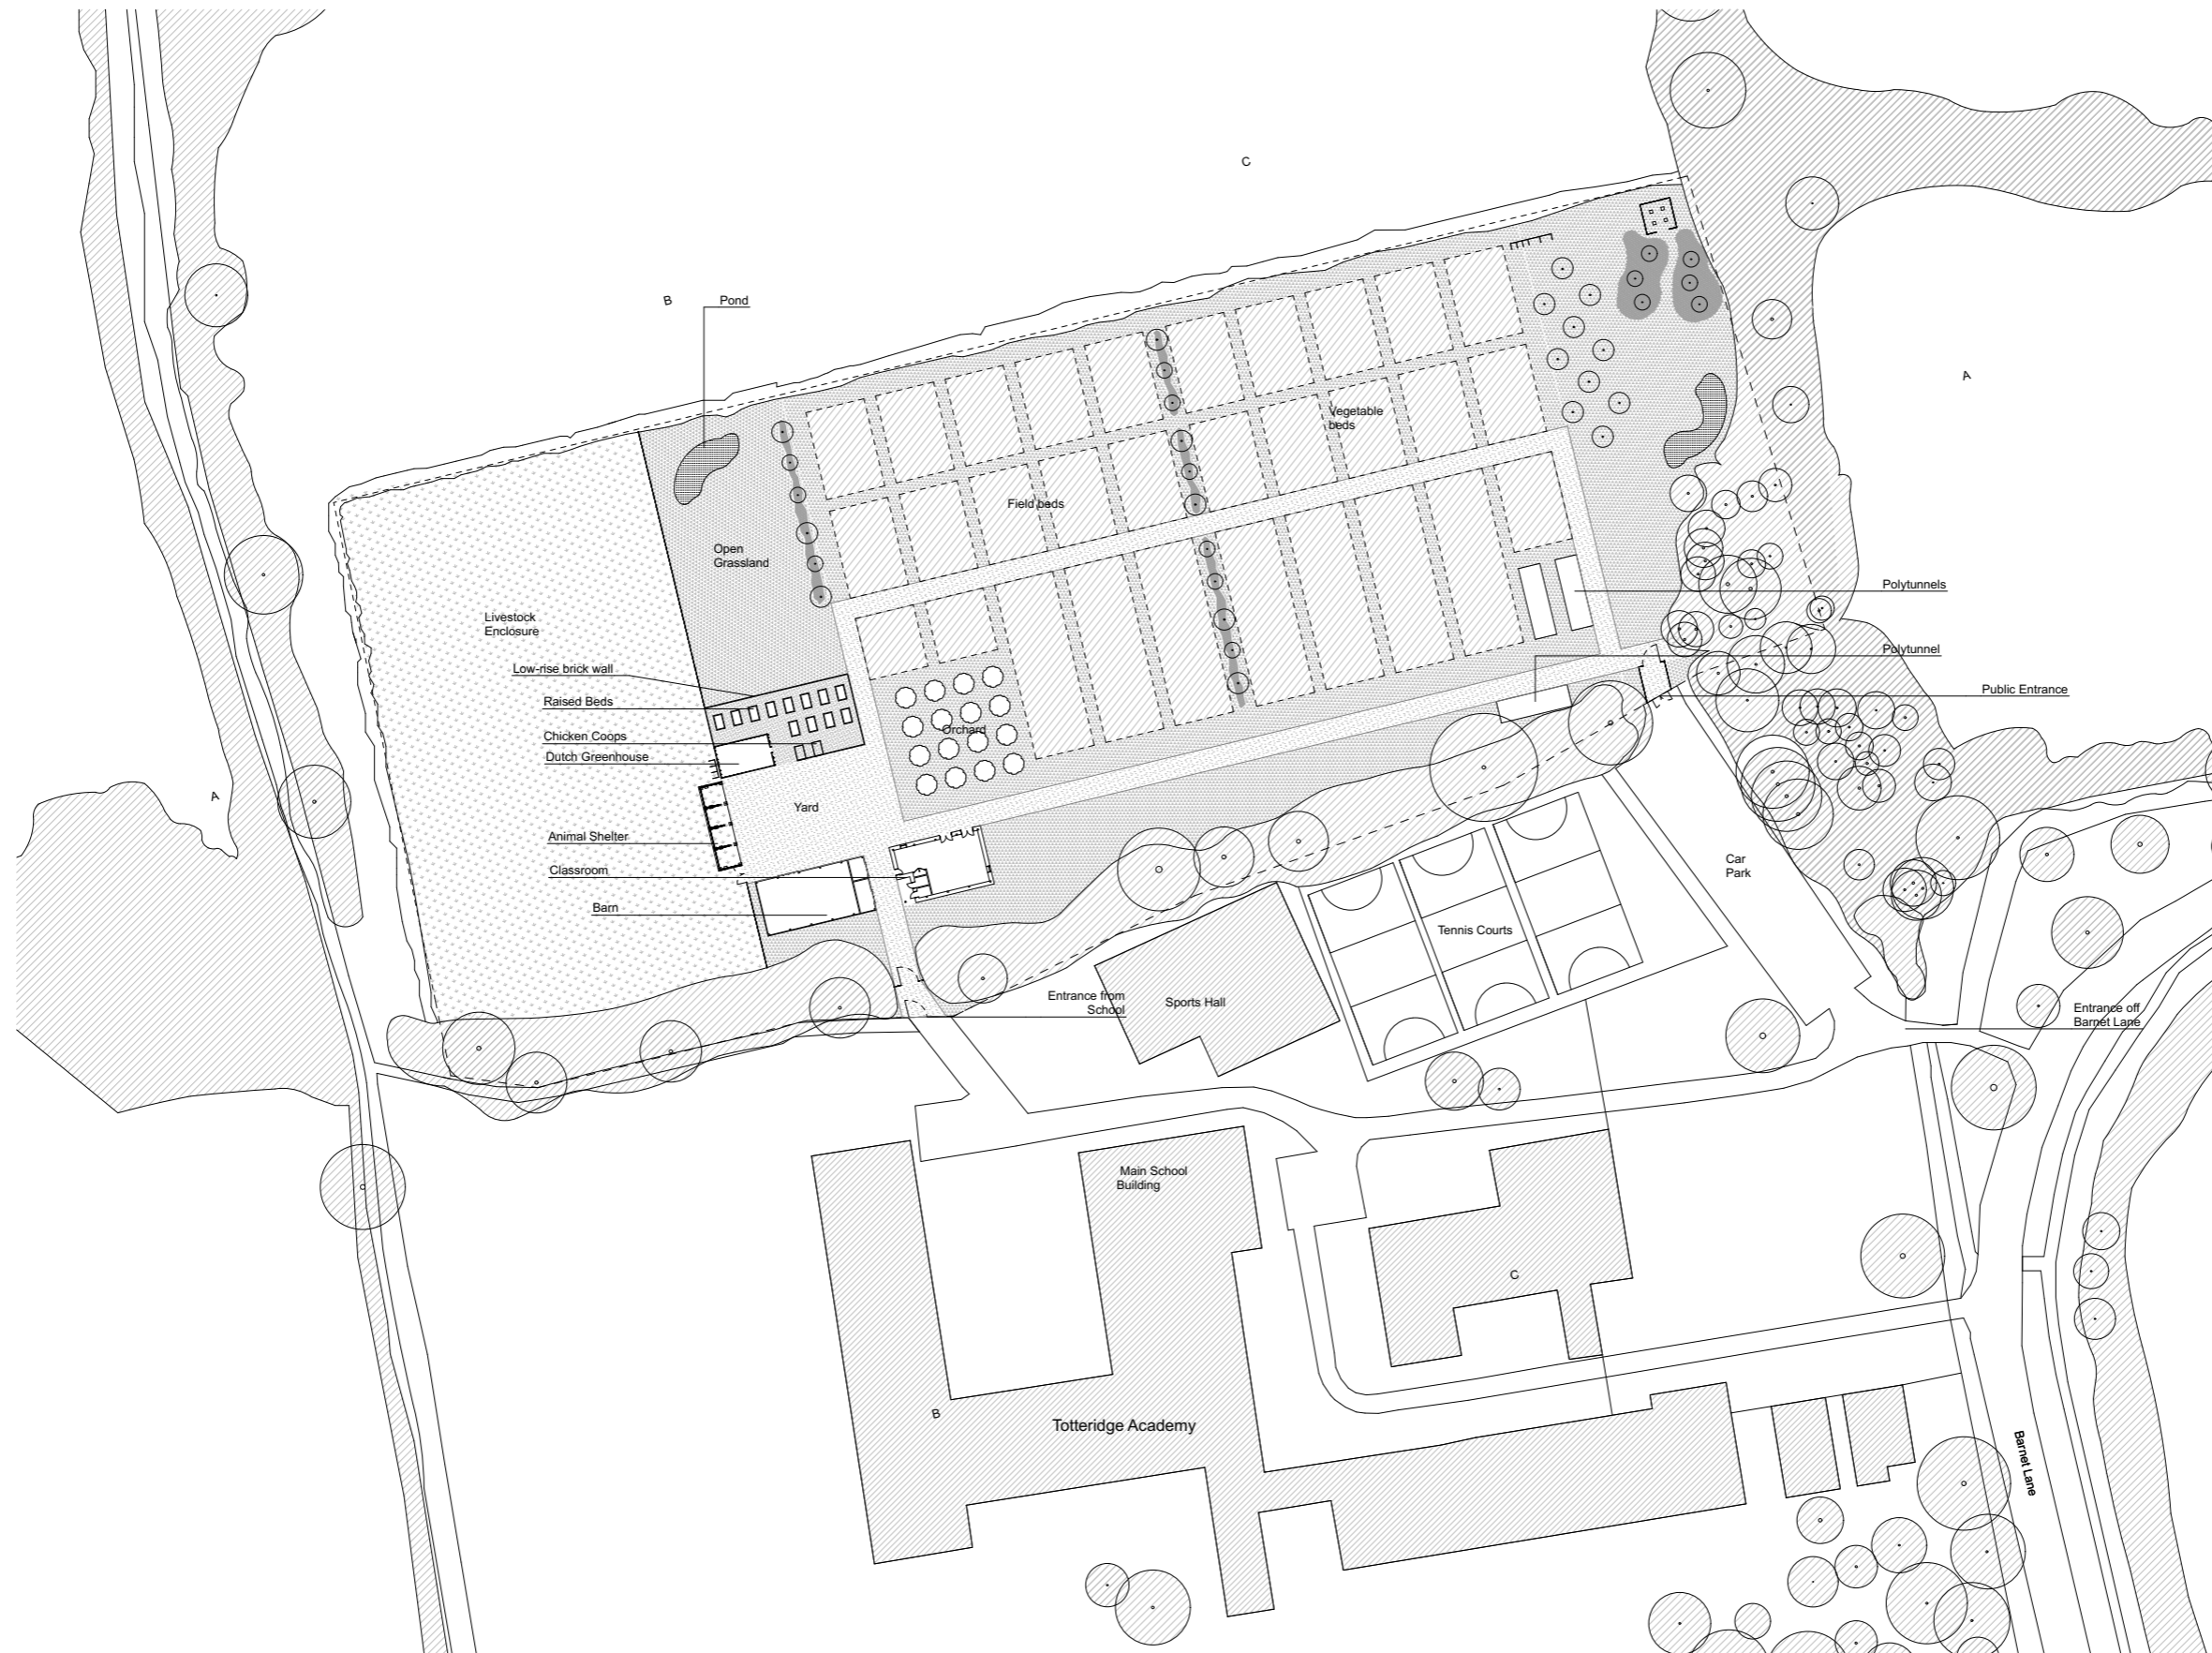 C
B
Pond
A
Vegetable
beds
Field beds
Open
Grassland
Polytunnels
Livestock
Enclosure
Polytunnel
Low-rise brick wall
Public Entrance
Raised Beds
Orchard
Chicken Coops
Dutch Greenhouse
A
Yard
Animal Shelter
Car
Park
Classroom
Barn
Tennis Courts
Entrance from
School
Sports Hall
Entrance off
Barnet Lane
Main School
Building
C
B
Totteridge Academy
Barnet Lane